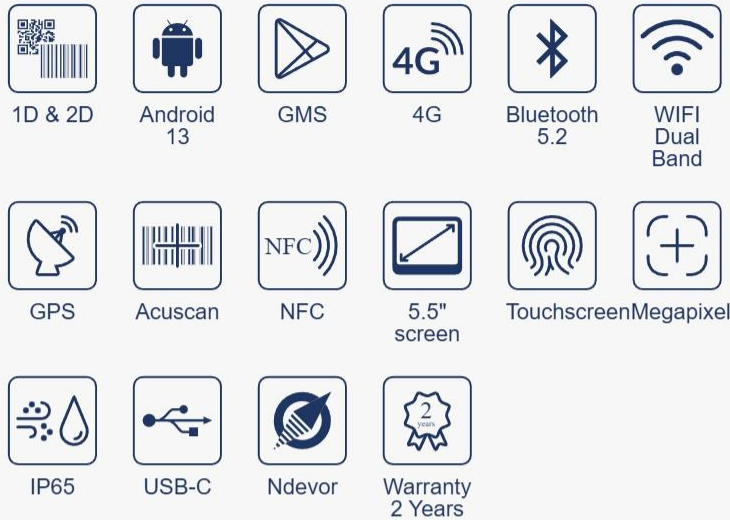 4G
1D & 2D
Android
13
GMS
4G
Bluetooth
5.2
WIFI
Dual
Band
NFC
GPS
Acuscan
NFC
5.5"
screen
Touchscreen
Megapixel
2
years
IP65
USB-C
Ndevor
Warranty
2 Years